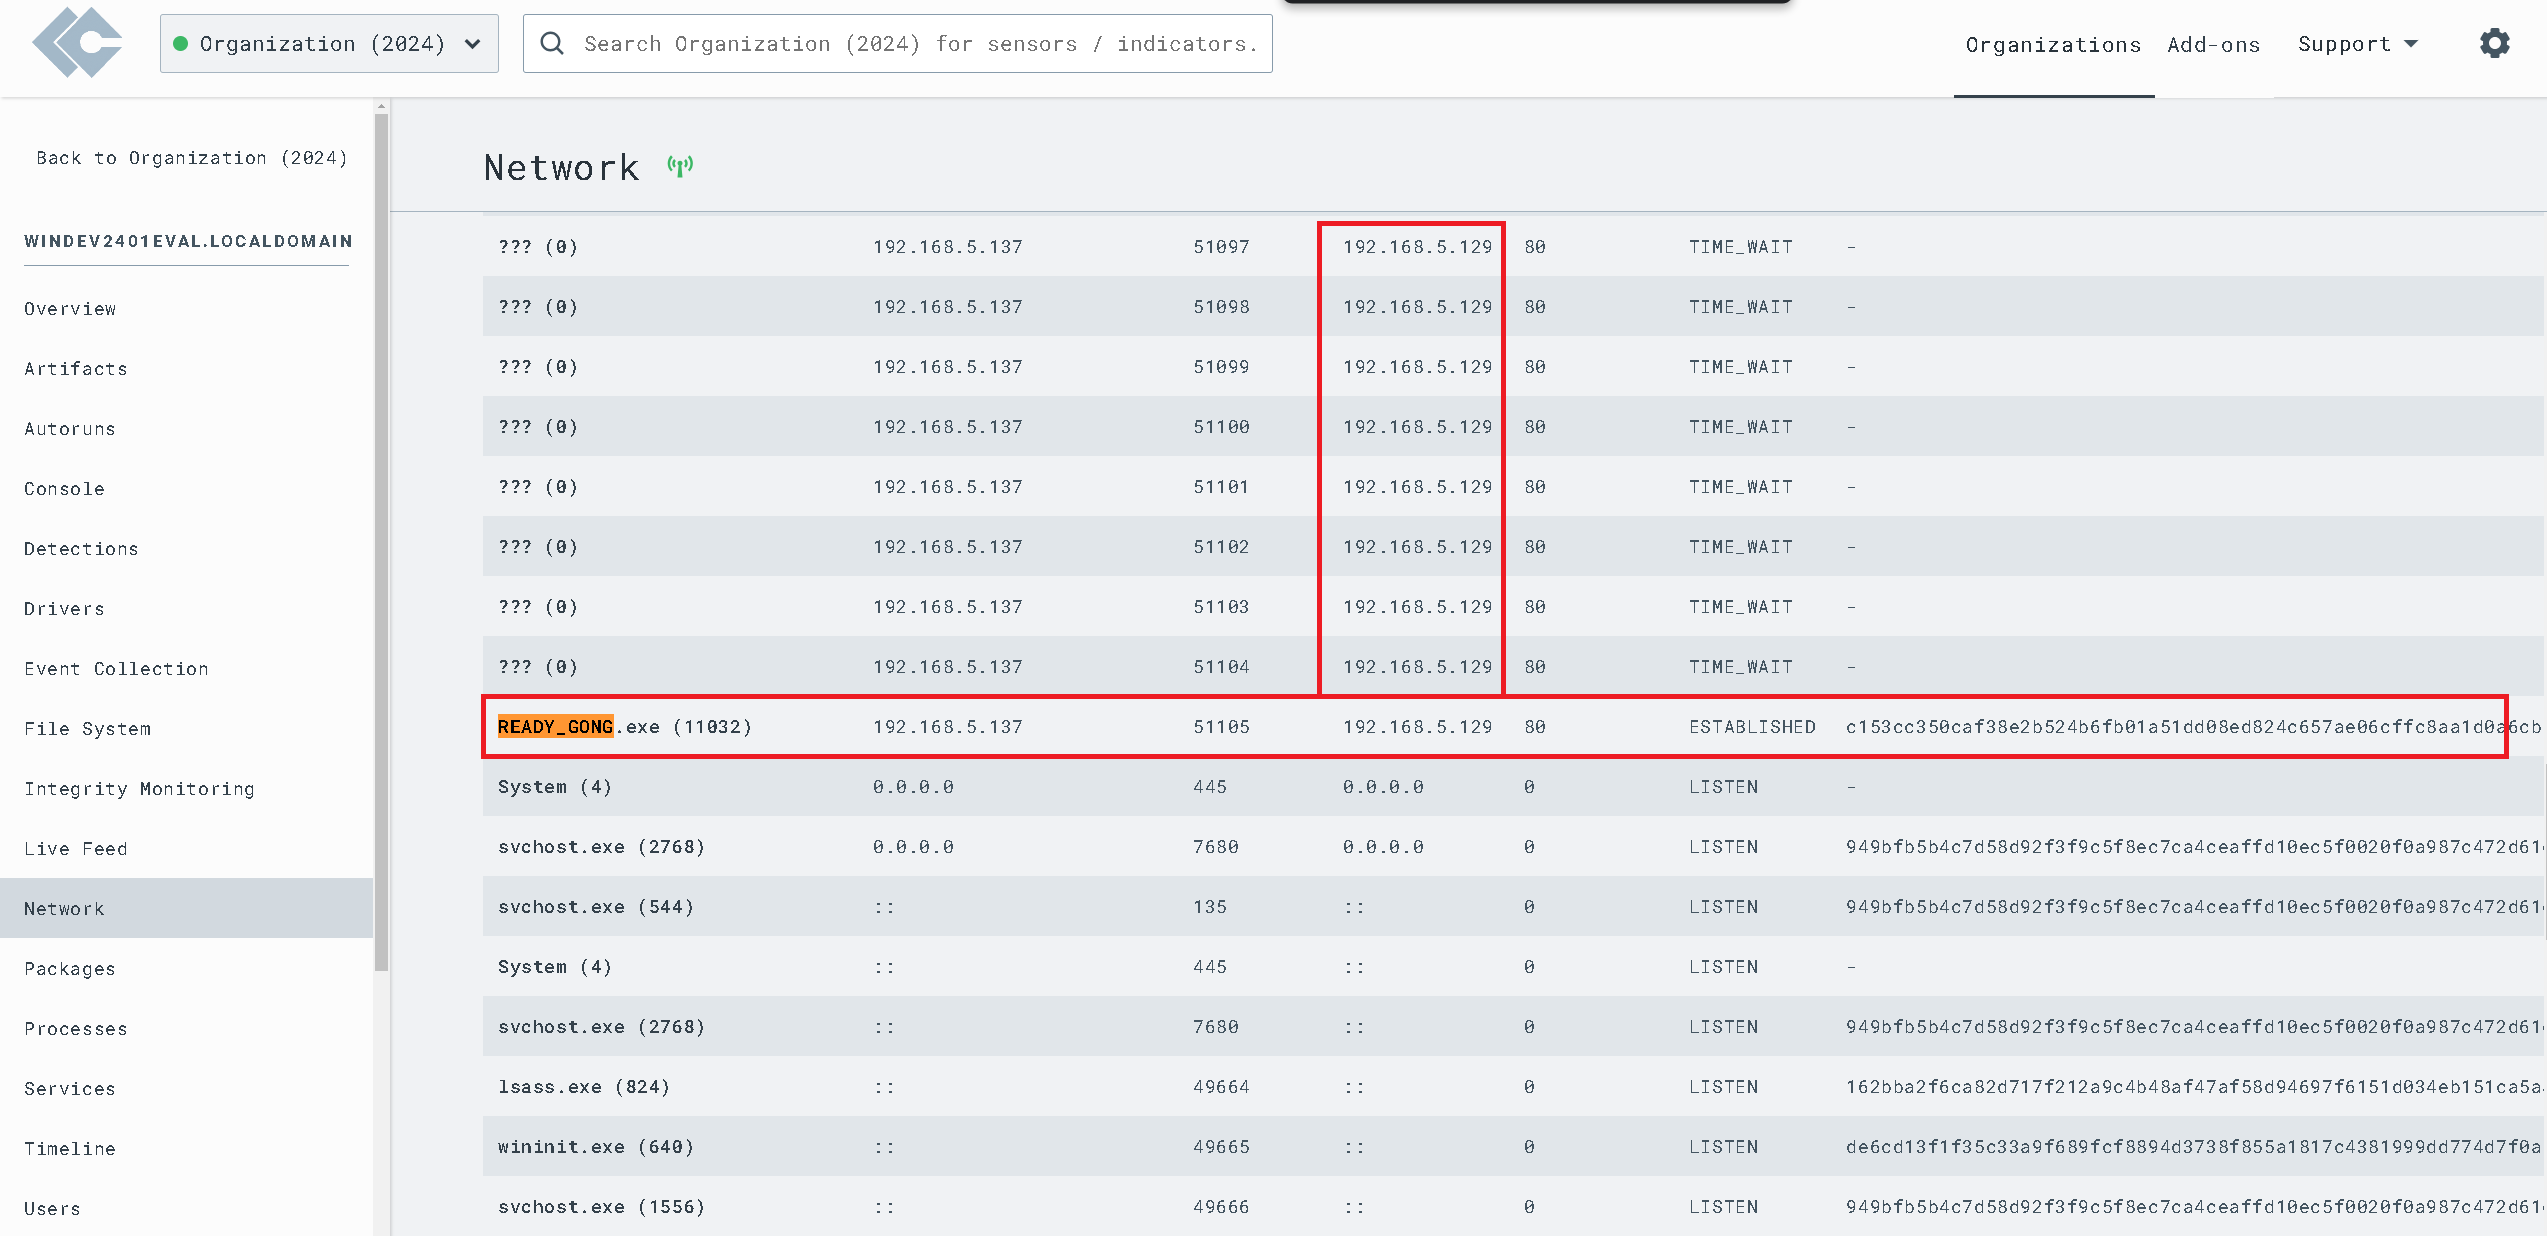 Organization (2024)
Search Organization (2024) for sensors / indicators.
Organizations Add-ons Support
Back to Organization (2024)
WINDEV2401EVAL.LOCALDOMAIN
Overview
Artifacts
Autoruns
Console
Detections
Drivers
Event Collection
File System
Integrity Monitoring
Live Feed
Network
Packages
Processes
Services
Timeline
Users
Network
??? (0) 192.168.5.137 51097 192.168.5.129 80 TIME_WAIT -
??? (0) 192.168.5.137 51098 192.168.5.129 80 TIME_WAIT -
??? (0) 192.168.5.137 51099 192.168.5.129 80 TIME_WAIT -
??? (0) 192.168.5.137 51100 192.168.5.129 80 TIME_WAIT -
??? (0) 192.168.5.137 51101 192.168.5.129 80 TIME_WAIT -
??? (0) 192.168.5.137 51102 192.168.5.129 80 TIME_WAIT -
??? (0) 192.168.5.137 51103 192.168.5.129 80 TIME_WAIT -
??? (0) 192.168.5.137 51104 192.168.5.129 80 TIME_WAIT -
READY_GONG.exe (11032) 192.168.5.137 51105 192.168.5.129 80 ESTABLISHED c153cc350caf38e2b524b6fb01a51dd08ed824c657ae06cffc8aa1d0a6cb
System (4) 0.0.0.0 445 0.0.0.0 0 LISTEN -
svchost.exe (2768) 0.0.0.0 7680 0.0.0.0 0 LISTEN 949bfb5b4c7d58d92f3f9c5f8ec7ca4ceaffd10ec5f0020f0a987c472d61
svchost.exe (544) :: 135 :: 0 LISTEN 949bfb5b4c7d58d92f3f9c5f8ec7ca4ceaffd10ec5f0020f0a987c472d61
System (4) :: 445 :: 0 LISTEN -
svchost.exe (2768) :: 7680 :: 0 LISTEN 949bfb5b4c7d58d92f3f9c5f8ec7ca4ceaffd10ec5f0020f0a987c472d61
lsass.exe (824) :: 49664 :: 0 LISTEN 162bba2f6ca82d717f212a9c4b48af47af58d94697f6151d034eb151ca5a
wininit.exe (640) :: 49665 :: 0 LISTEN de6cd13f1f35c33a9f689fcf8894d3738f855a1817c4381999dd774d7f0a
svchost.exe (1556) :: 49666 :: 0 LISTEN 949bfb5b4c7d58d92f3f9c5f8ec7ca4ceaffd10ec5f0020f0a987c472d61